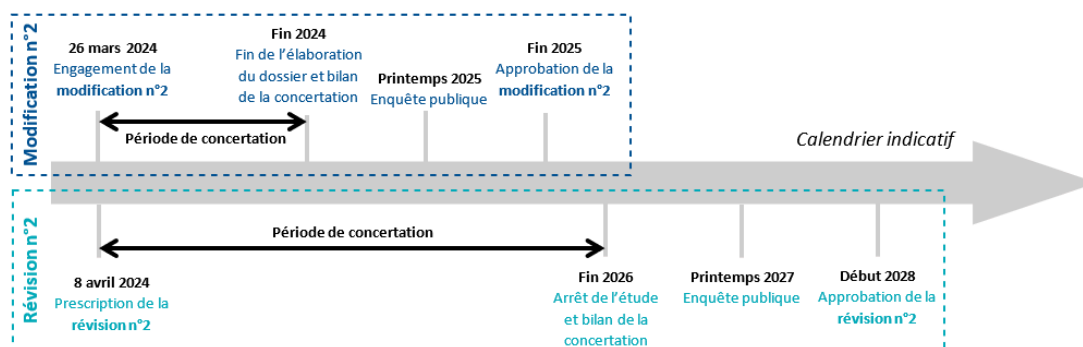 Modification n°2
26 mars 2024
Engagement de la
modification n°2
Fin 2024
Fin de l'élaboration
du dossier et bilan
de la concertation
Printemps 2025
Enquête publique
Fin 2025
Approbation de la
modification n°2
Période de concertation
Calendrier indicatif
Révision n°2
Période de concertation
8 avril 2024
Prescription de la
révision n°2
Fin 2026
Arrêt de l'étude
et bilan de la
concertation
Printemps 2027
Enquête publique
Début 2028
Approbation de la
révision n°2